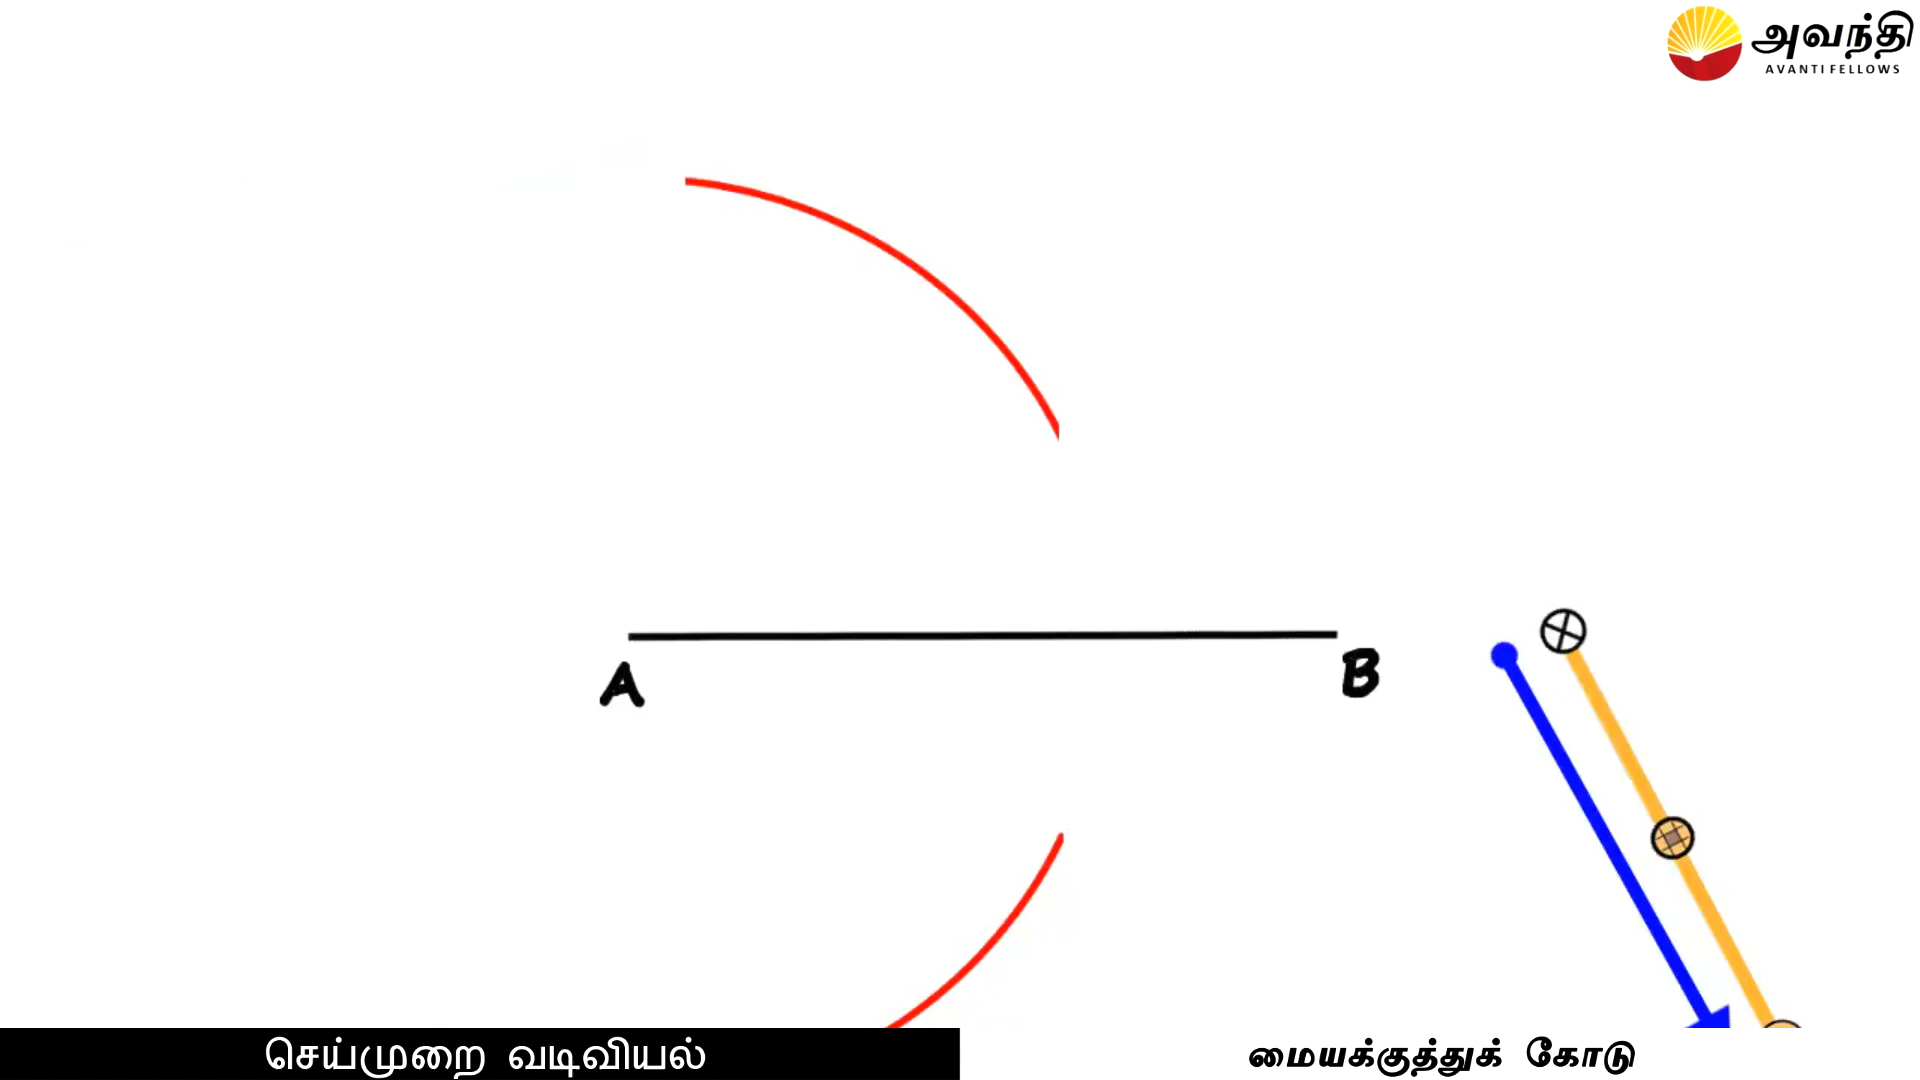 அவந்தி
AVANTI FELLOWS
A
B
செய்முறை வடிவியல்
மையக்குத்துக் கோடு